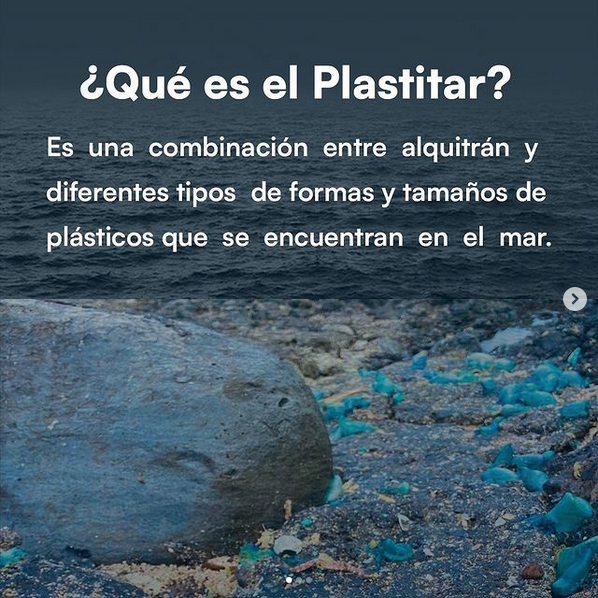 ¿Qué es el Plastitar?
Es una combinación entre alquitrán y
diferentes tipos de formas y tamaños de
plásticos que se encuentran en el mar.